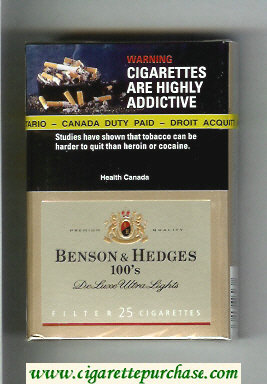 WARNING
CIGARETTES
ARE HIGHLY
ADDICTIVE
ARIO – CANADA DUTY PAID – DROIT ACQUIT
Studies have shown that tobacco can be
harder to quit than heroin or cocaine.
Health Canada
PREMIUM QUALITY
BENSON & HEDGES
100's
De Luxe Ultra Lights
FILTER 25 CIGARETTES
www.cigarettepurchase.com